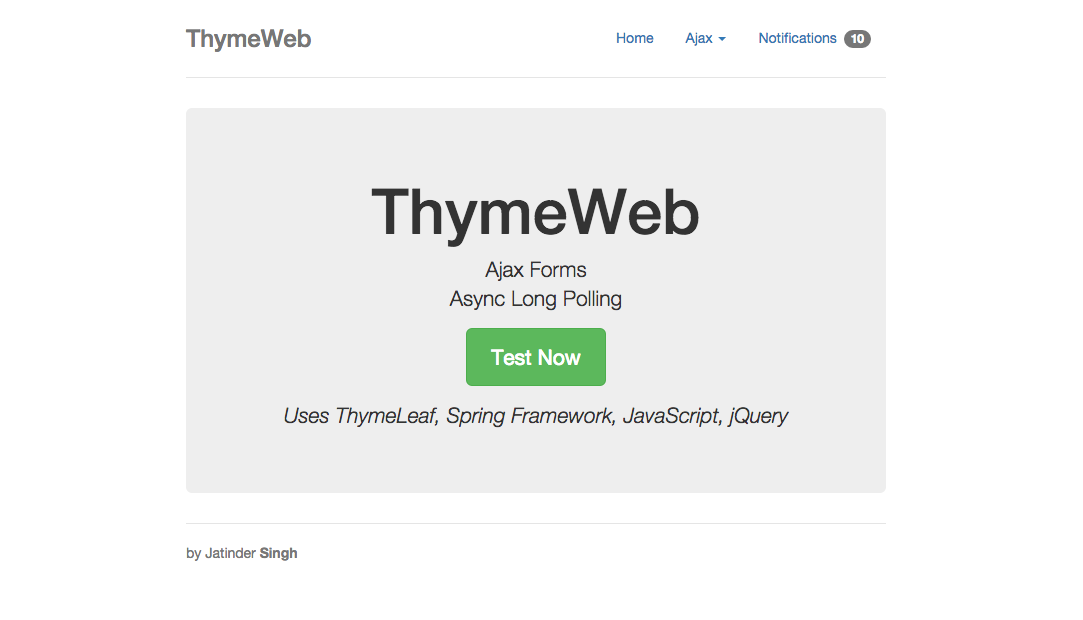 ThymeWeb
Home Ajax Notifications 10
ThymeWeb
Ajax Forms
Async Long Polling
Test Now
Uses ThymeLeaf, Spring Framework, JavaScript, jQuery
by Jatinder Singh